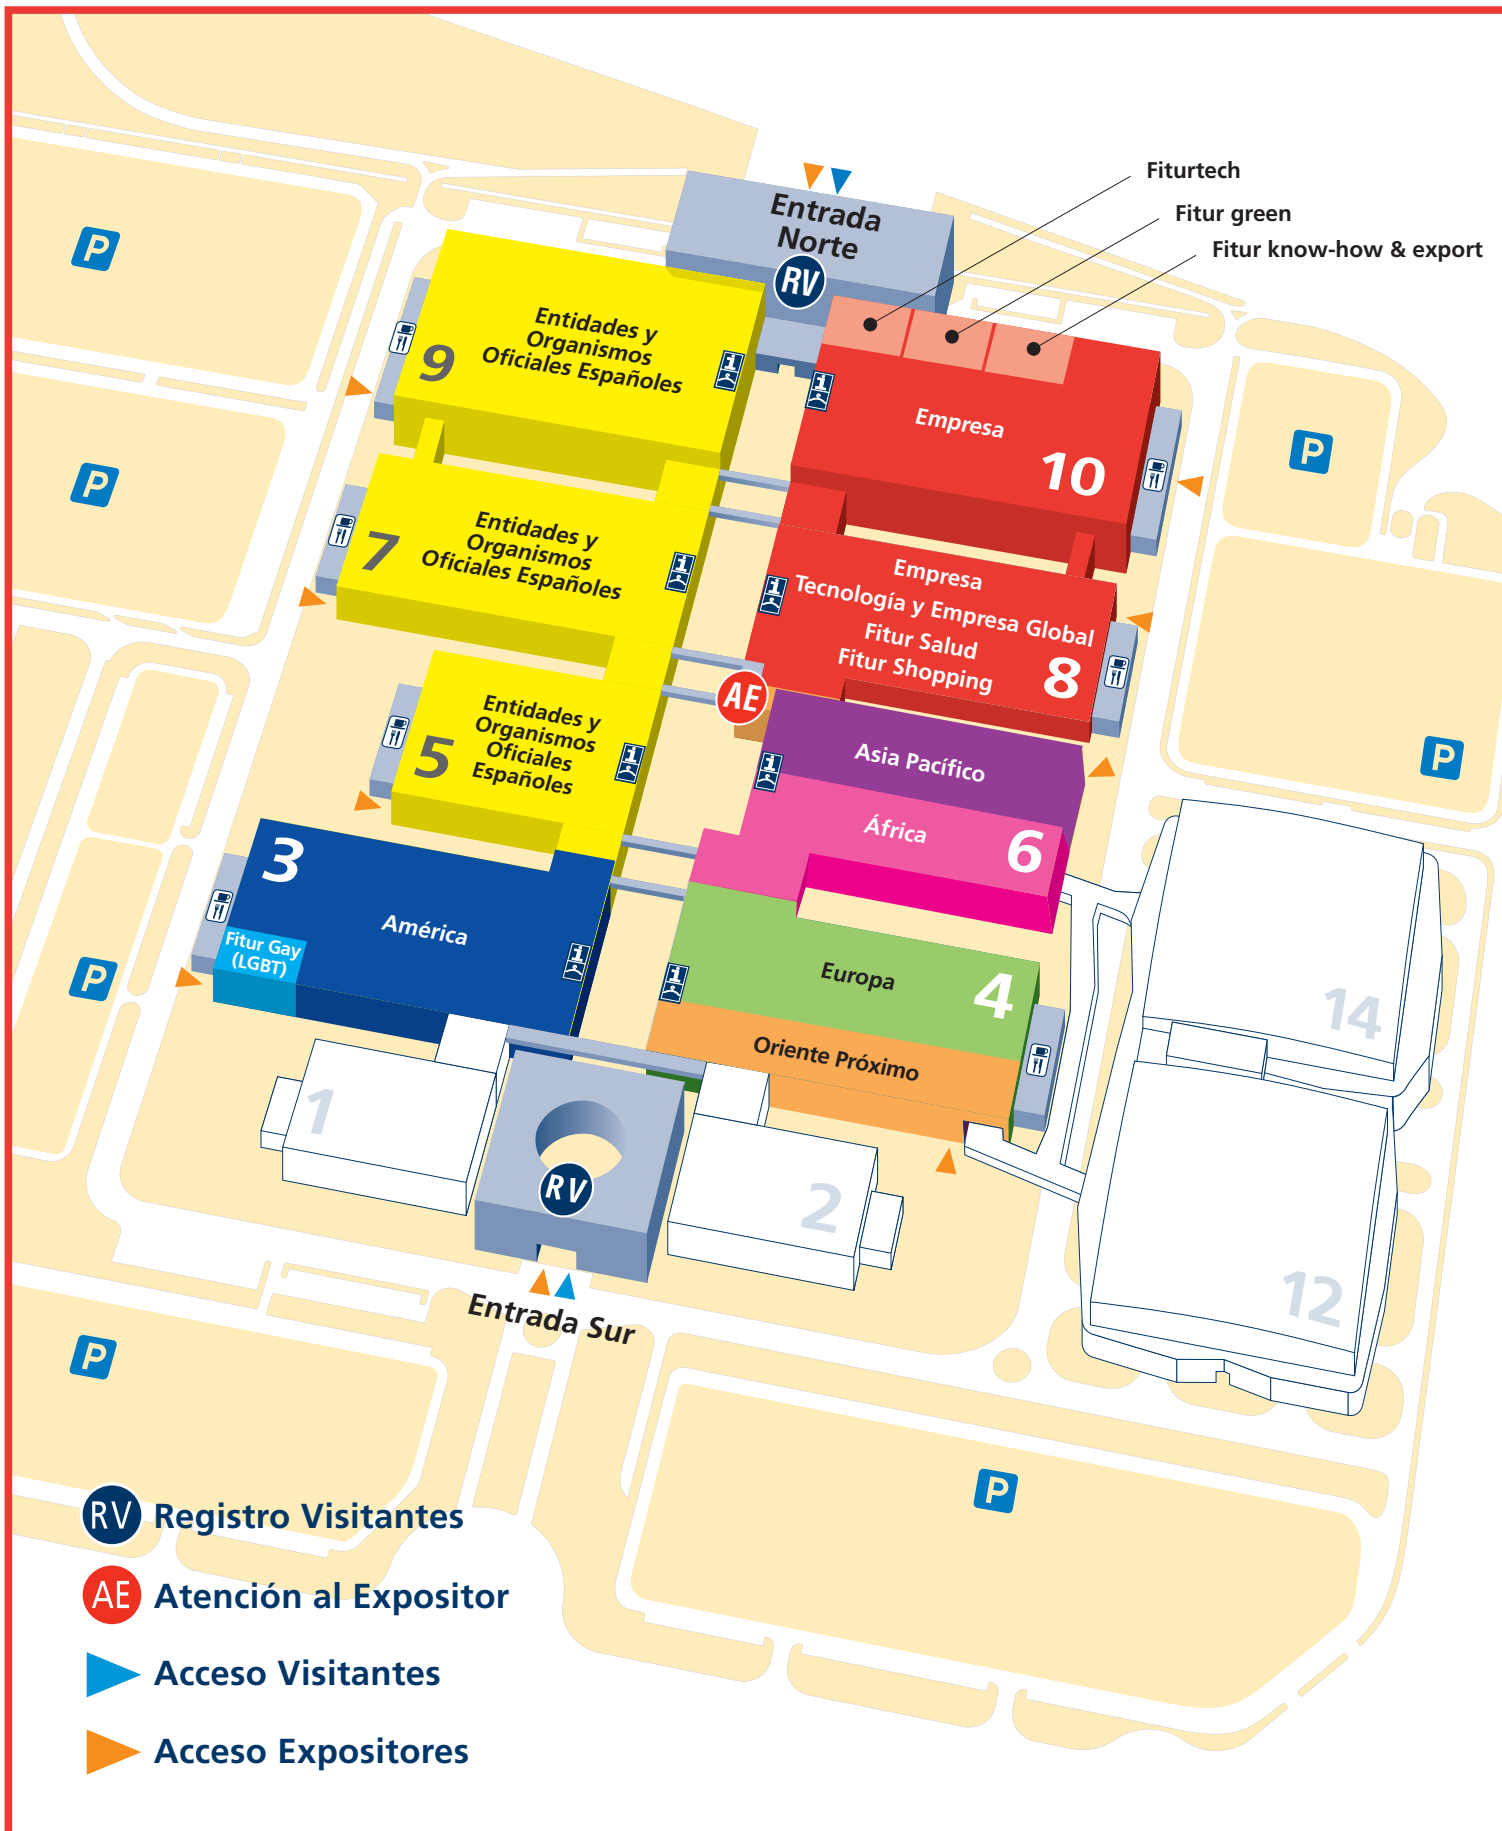 Fiturtech
Fitur green
Fitur know-how & export
Entrada
Norte
RV
Entidades y
Organismos
Oficiales Españoles
9
i
i
Empresa
10
Entidades y
Organismos
Oficiales Españoles
7
i
i
Empresa
Tecnología y Empresa Global
Fitur Salud
Fitur Shopping
8
AE
Entidades y
Organismos
Oficiales
Españoles
5
i
i
Asia Pacífico
África
6
3
América
Fitur Gay
(LGBT)
i
i
Europa
4
Oriente Próximo
1
2
14
12
RV
Entrada Sur
P
P
P
P
P
P
P
RV Registro Visitantes
AE Atención al Expositor
Acceso Visitantes
Acceso Expositores